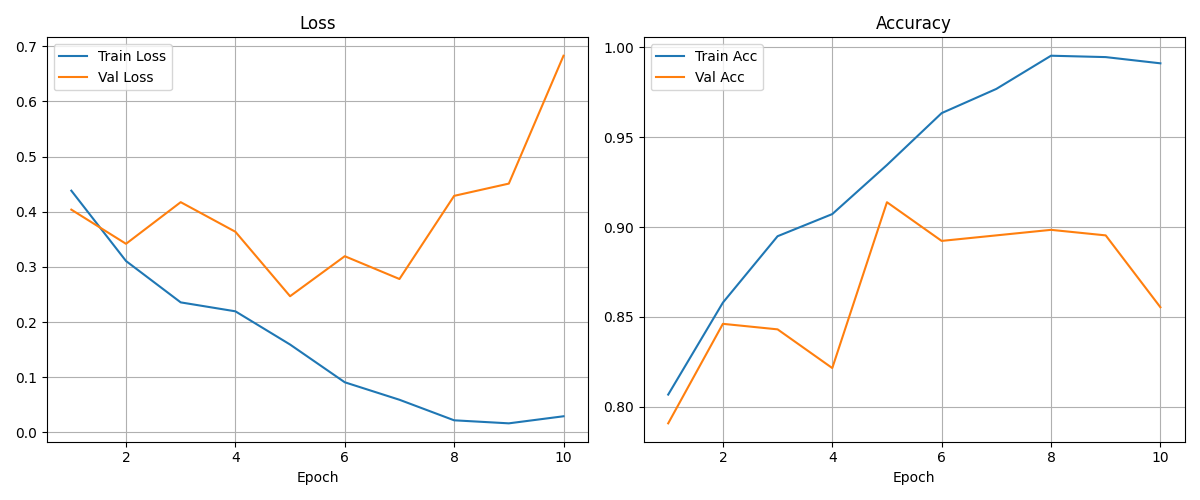 Loss
Train Loss
Val Loss
0.7
0.6
0.5
0.4
0.3
0.2
0.1
0.0
2 4 6 8 10
Epoch
Accuracy
Train Acc
Val Acc
1.00
0.95
0.90
0.85
0.80
2 4 6 8 10
Epoch